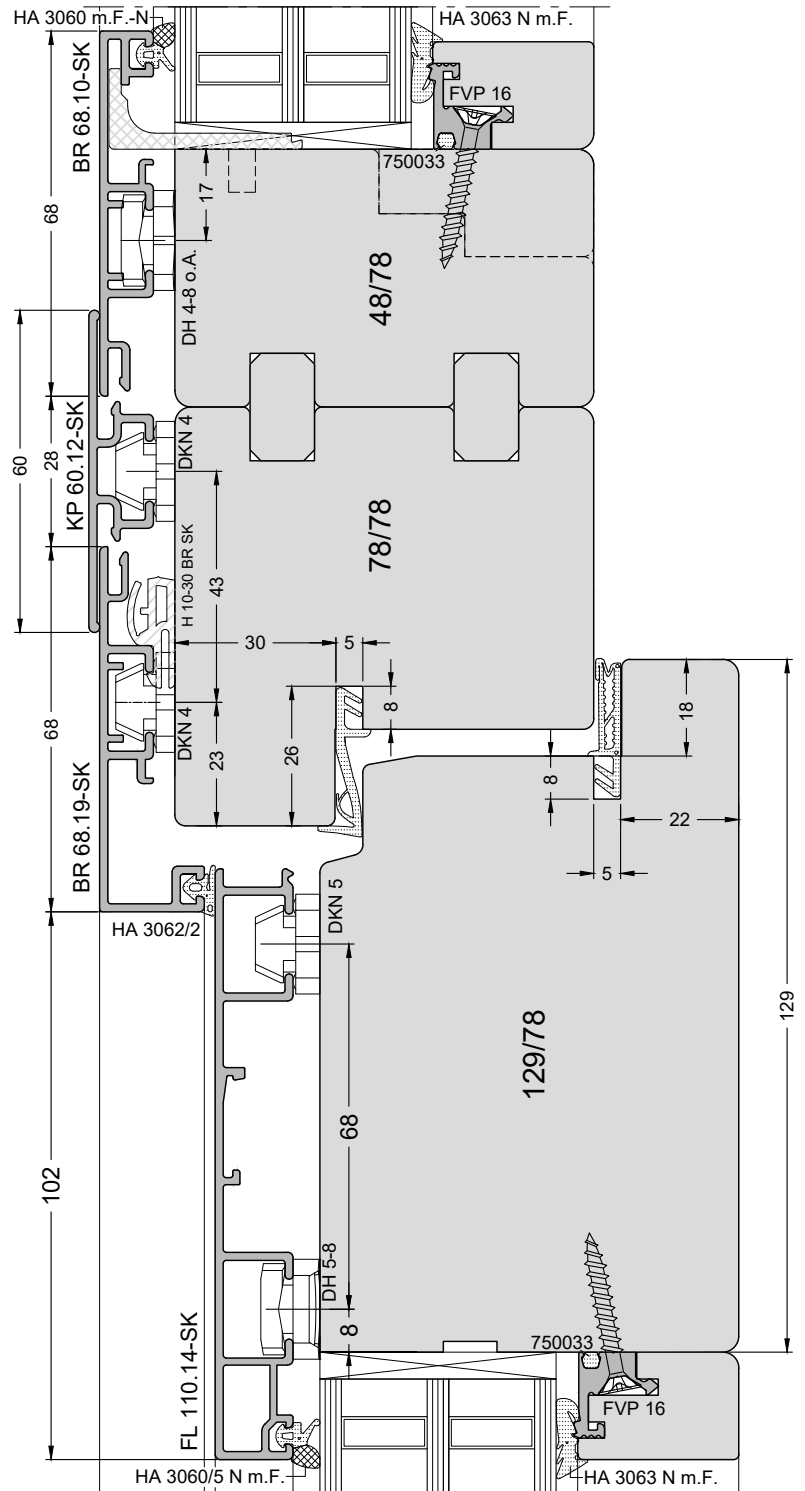 HA 3060 m.F.-N
HA 3063 N m.F.
BR 68.10-SK
FVP 16
750033
17
68
DH 4-8 o.A.
48/78
60
28
KP 60.12-SK
DKN 4
78/78
H 10-30 BR SK
43
30
5
8
18
68
DKN 4
23
26
8
22
5
BR 68.19-SK
HA 3062/2
DKN 5
129
129/78
68
102
DH 5-8
8
750033
FL 110.14-SK
FVP 16
HA 3060/5 N m.F.
HA 3063 N m.F.